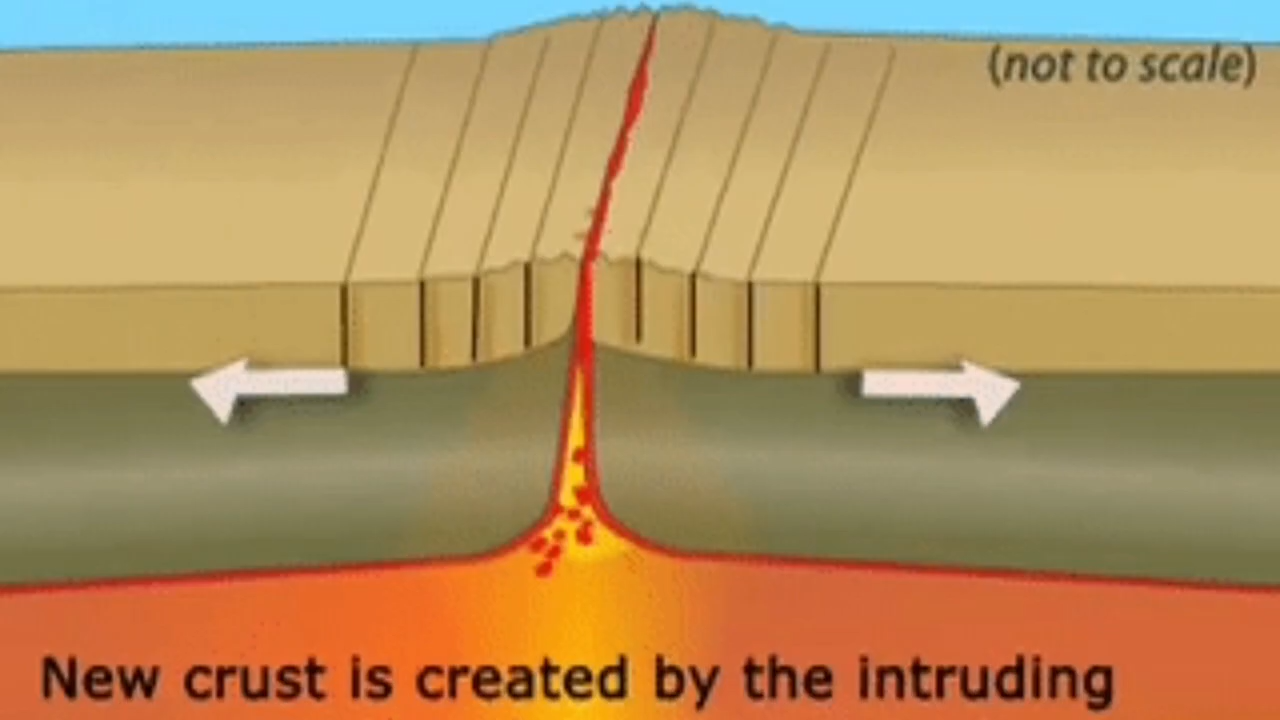 (not to scale)
New crust is created by the intruding